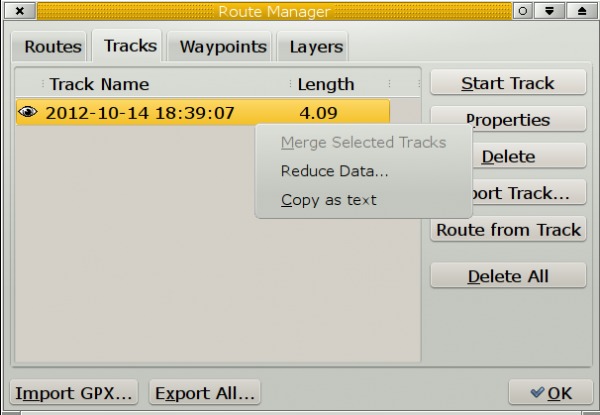 Route Manager
Routes Tracks Waypoints Layers
Track Name Length
2012-10-14 18:39:07 4.09
Merge Selected Tracks
Reduce Data...
Copy as text
Start Track
Properties
Delete
port Track...
Route from Track
Delete All
Import GPX... Export All...
OK